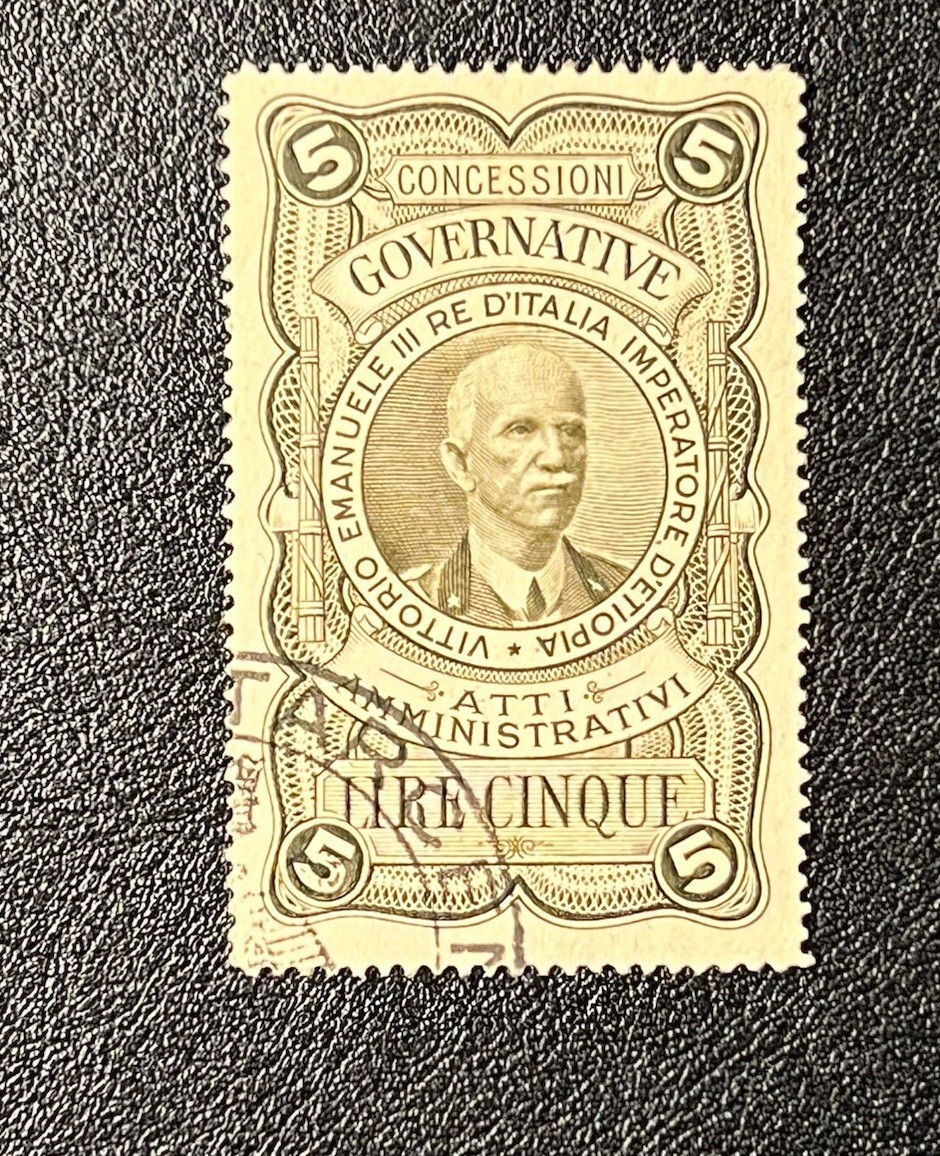 5 5
CONCESSIONI
GOVERNATIVE
VITTORIO EMANUELE III RE D'ITALIA IMPERATORE D'ETIOPIA ★
ATTI
AMMINISTRATIVI
LIRE CINQUE
5 5